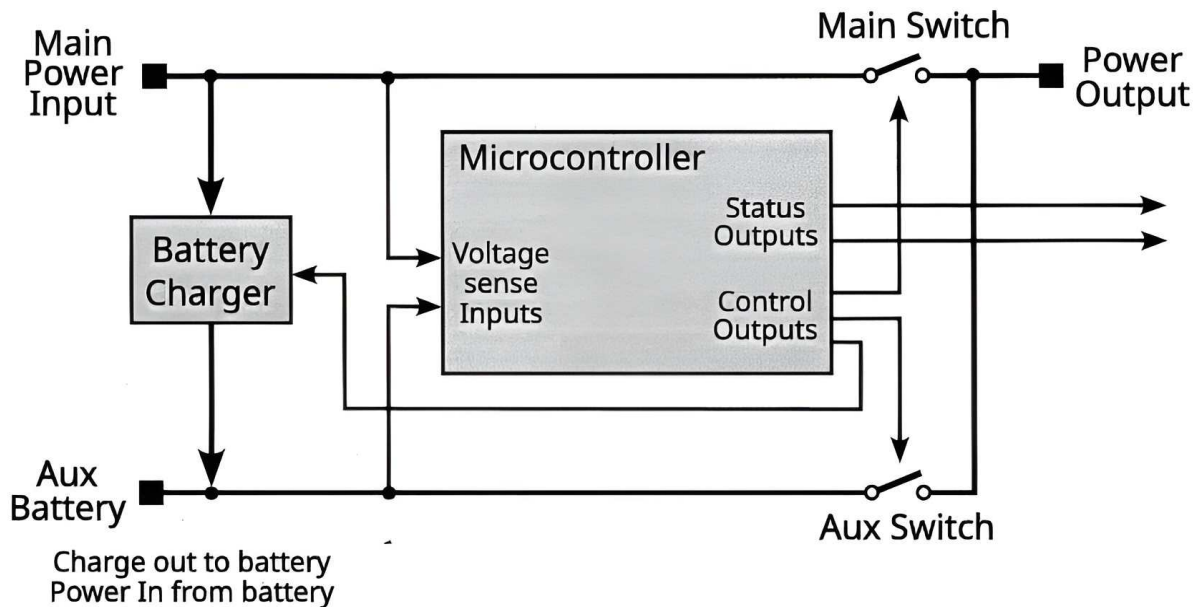 Main Switch
Main
Power
Input
Power
Output
Microcontroller
Status
Outputs
Battery
Charger
Voltage
sense
Inputs
Control
Outputs
Aux
Battery
Aux Switch
Charge out to battery
Power In from battery